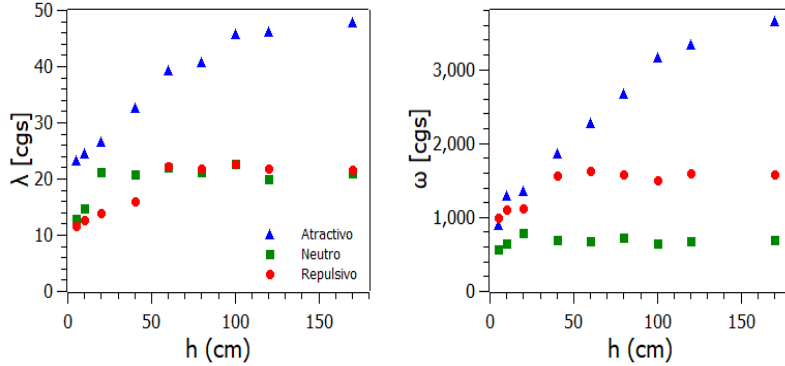 50
40
30
20
10
0
λ [cgs]
Atractivo
Neutro
Repulsivo
0 50 100 150
h (cm)
3,000
2,000
1,000
0
ω [cgs]
0 50 100 150
h (cm)